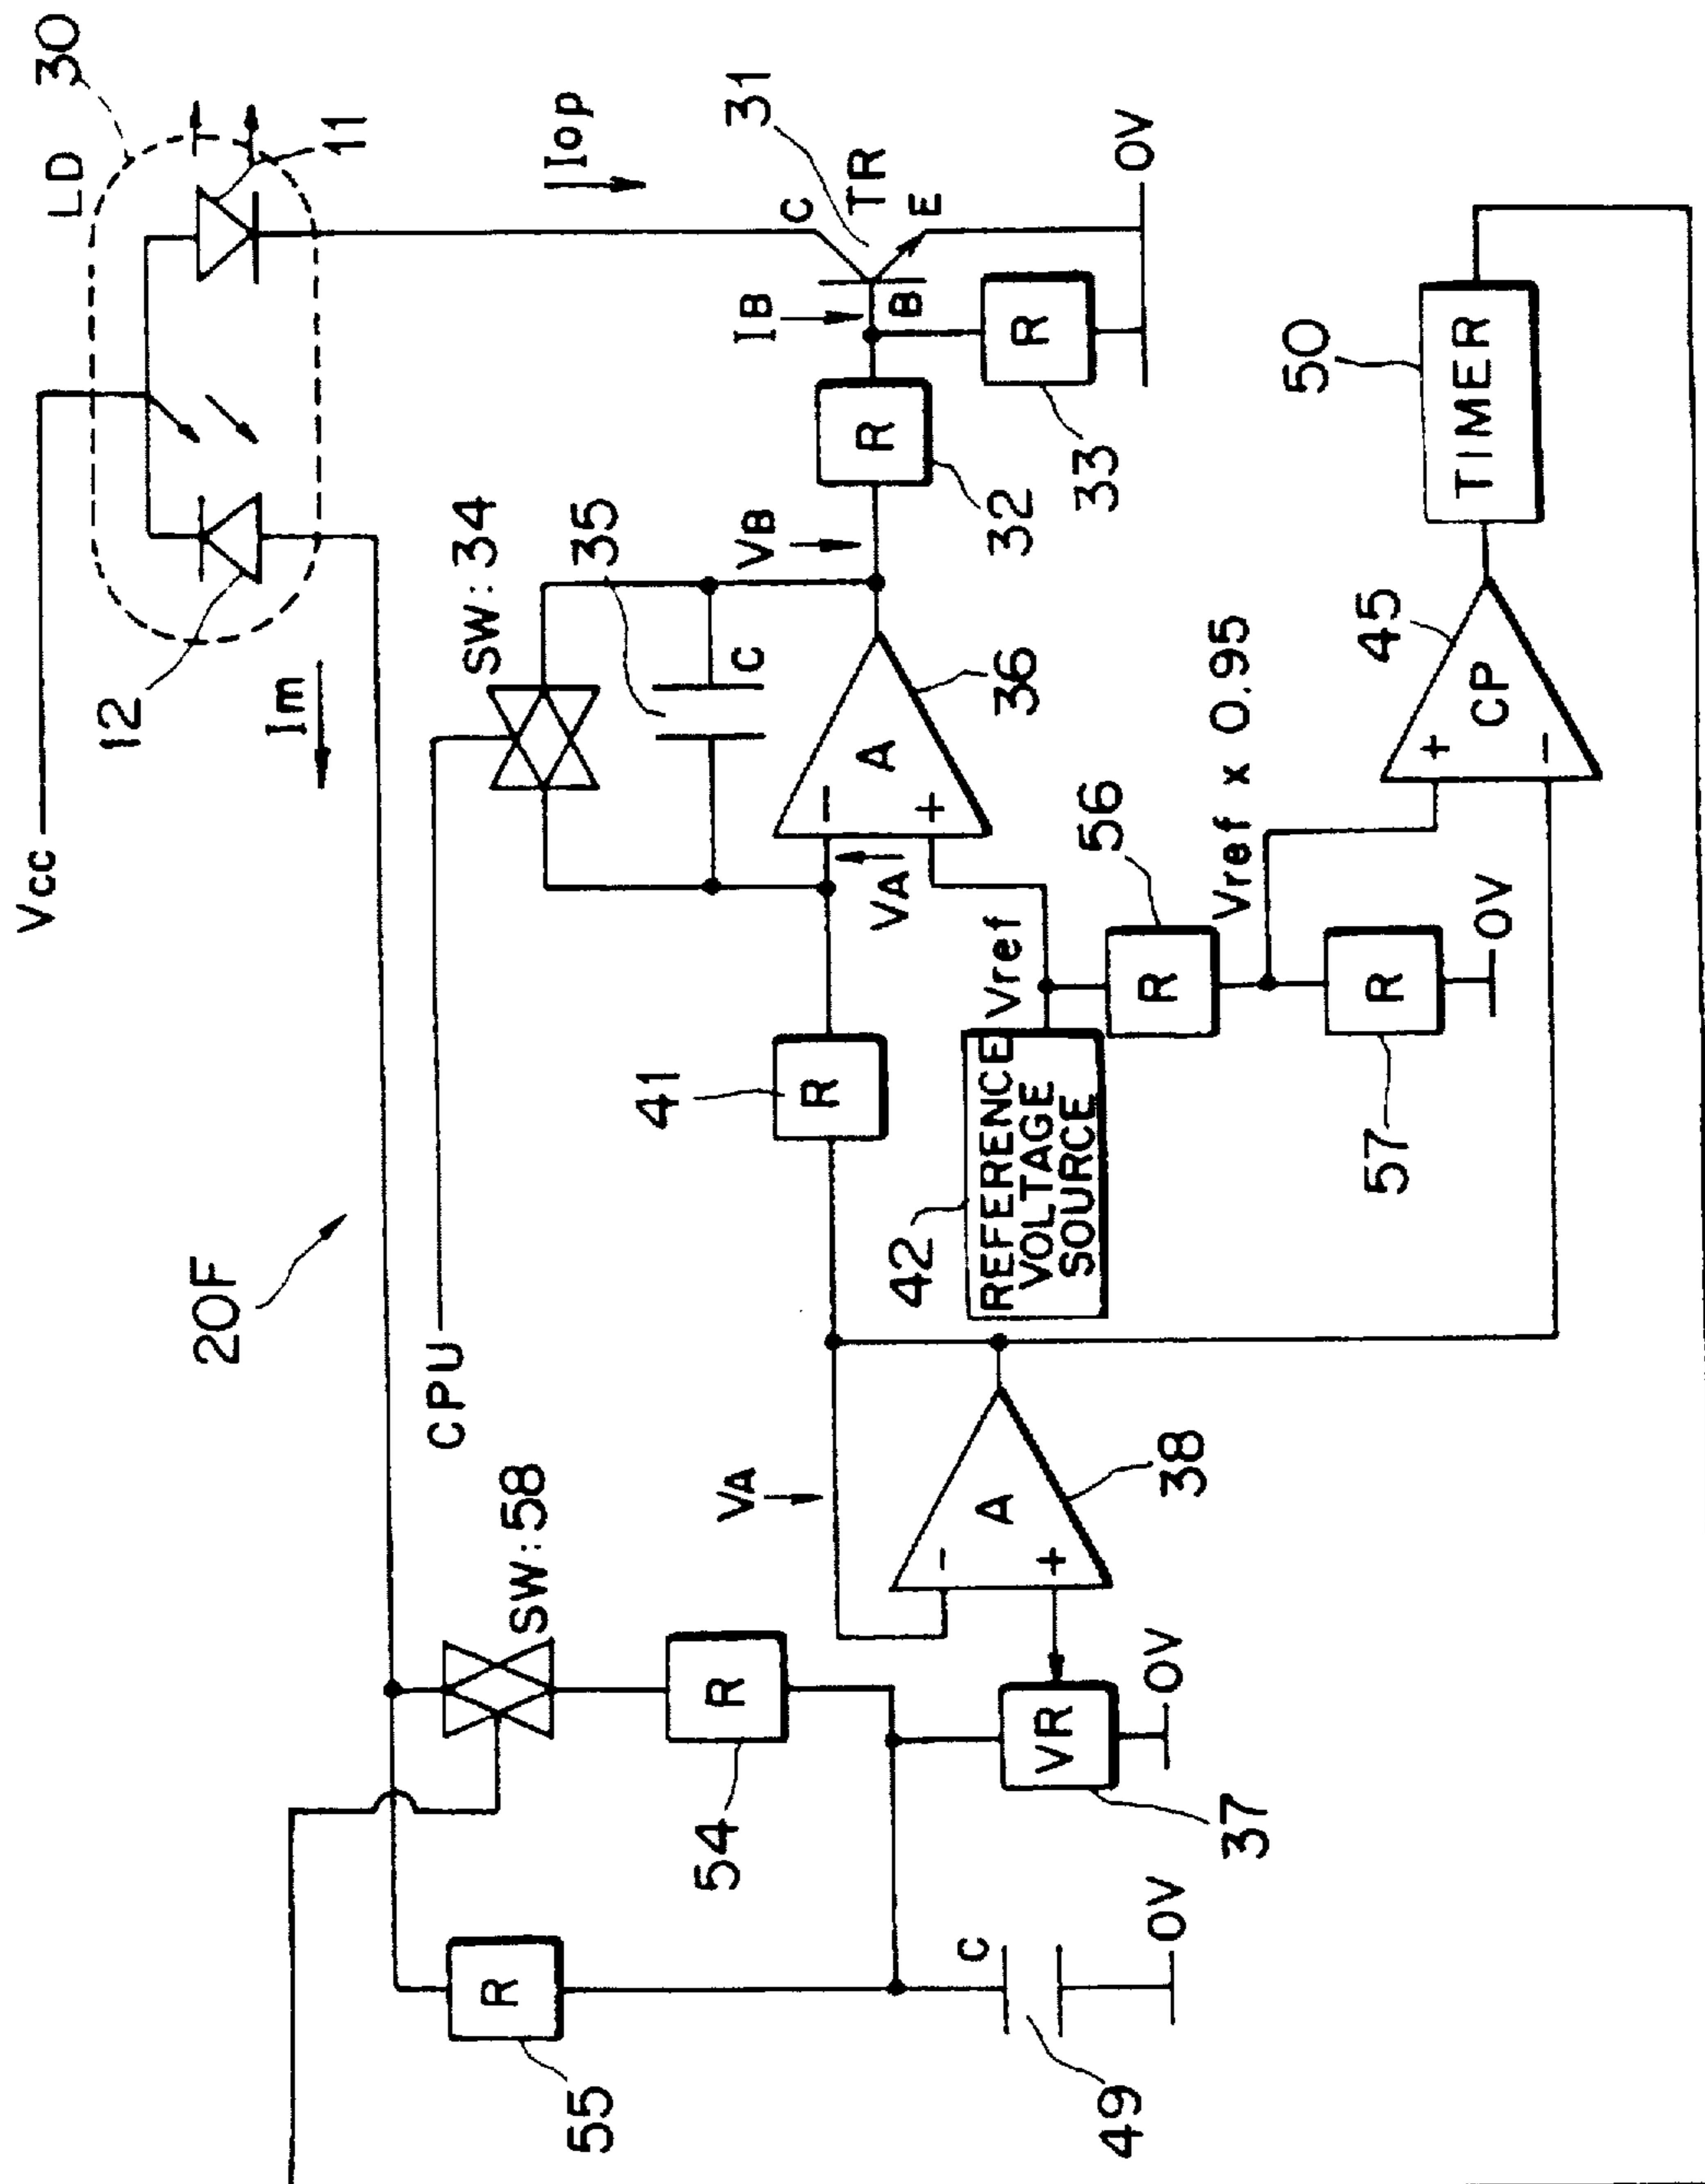 30
LD
Vcc
11
12
Im
Iop
20F
CPU
SW:34
35
C
31
C
TR
E
IB
B
VB
R
32
R
33
0V
SW:58
VA
41
R
VA
-
+
A
36
55
R
54
R
A
-
+
38
42
REFERENCE
VOLTAGE
SOURCE
Vref
56
R
Vref x 0.95
R
57
0V
45
+
-
CP
50
TIMER
C
49
0V
VR
37
0V